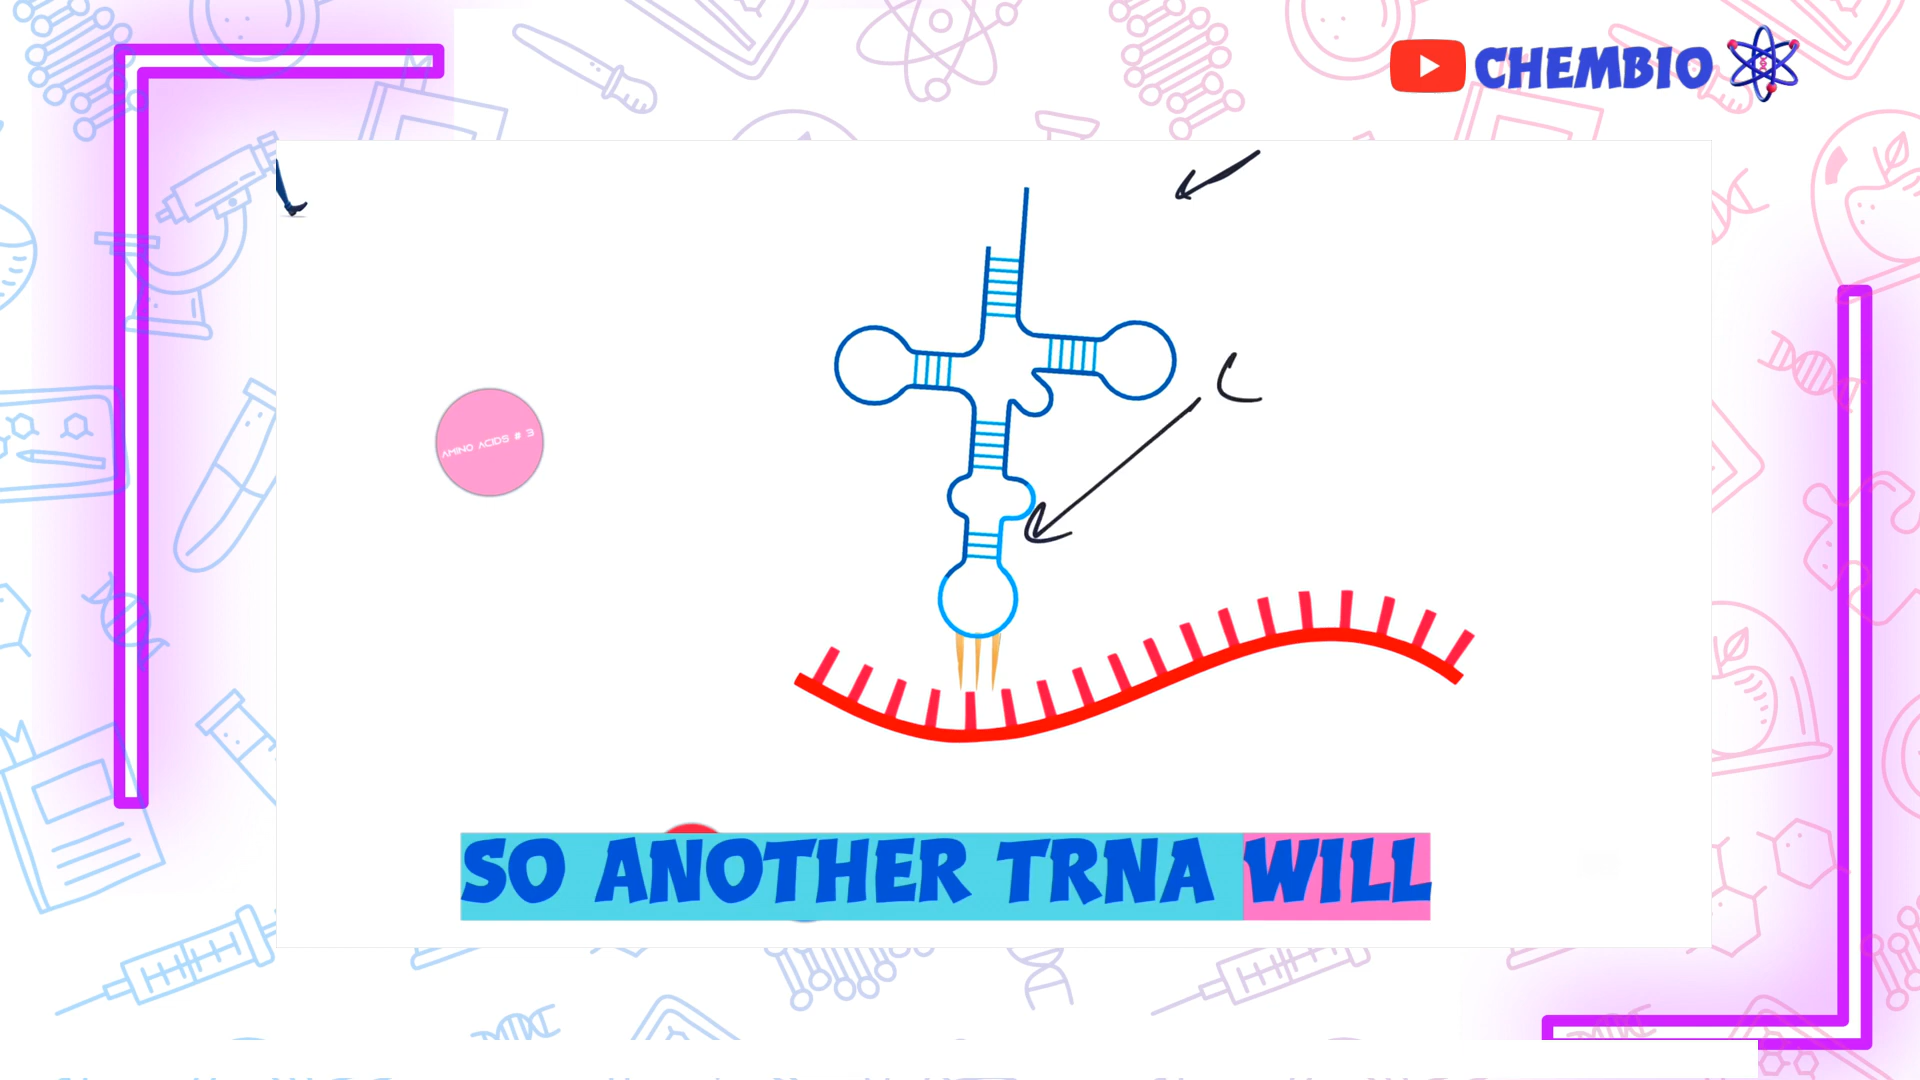 CHEMBIO
C
AMINO ACIDS # 3
SO ANOTHER TRNA WILL